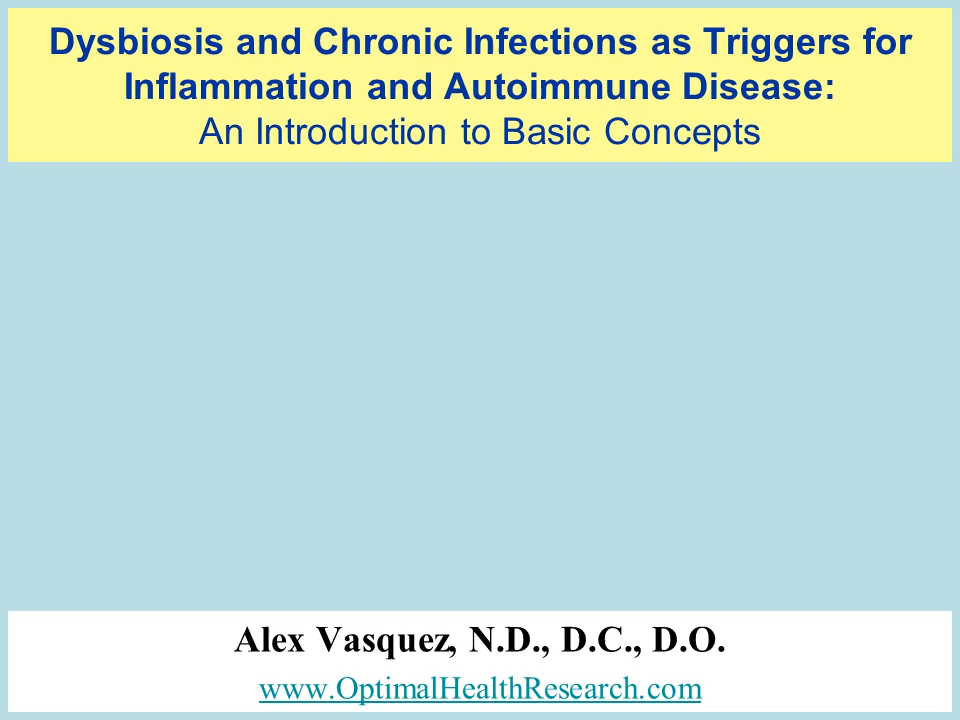 Dysbiosis and Chronic Infections as Triggers for
Inflammation and Autoimmune Disease:
An Introduction to Basic Concepts
Alex Vasquez, N.D., D.C., D.O.
www.OptimalHealthResearch.com